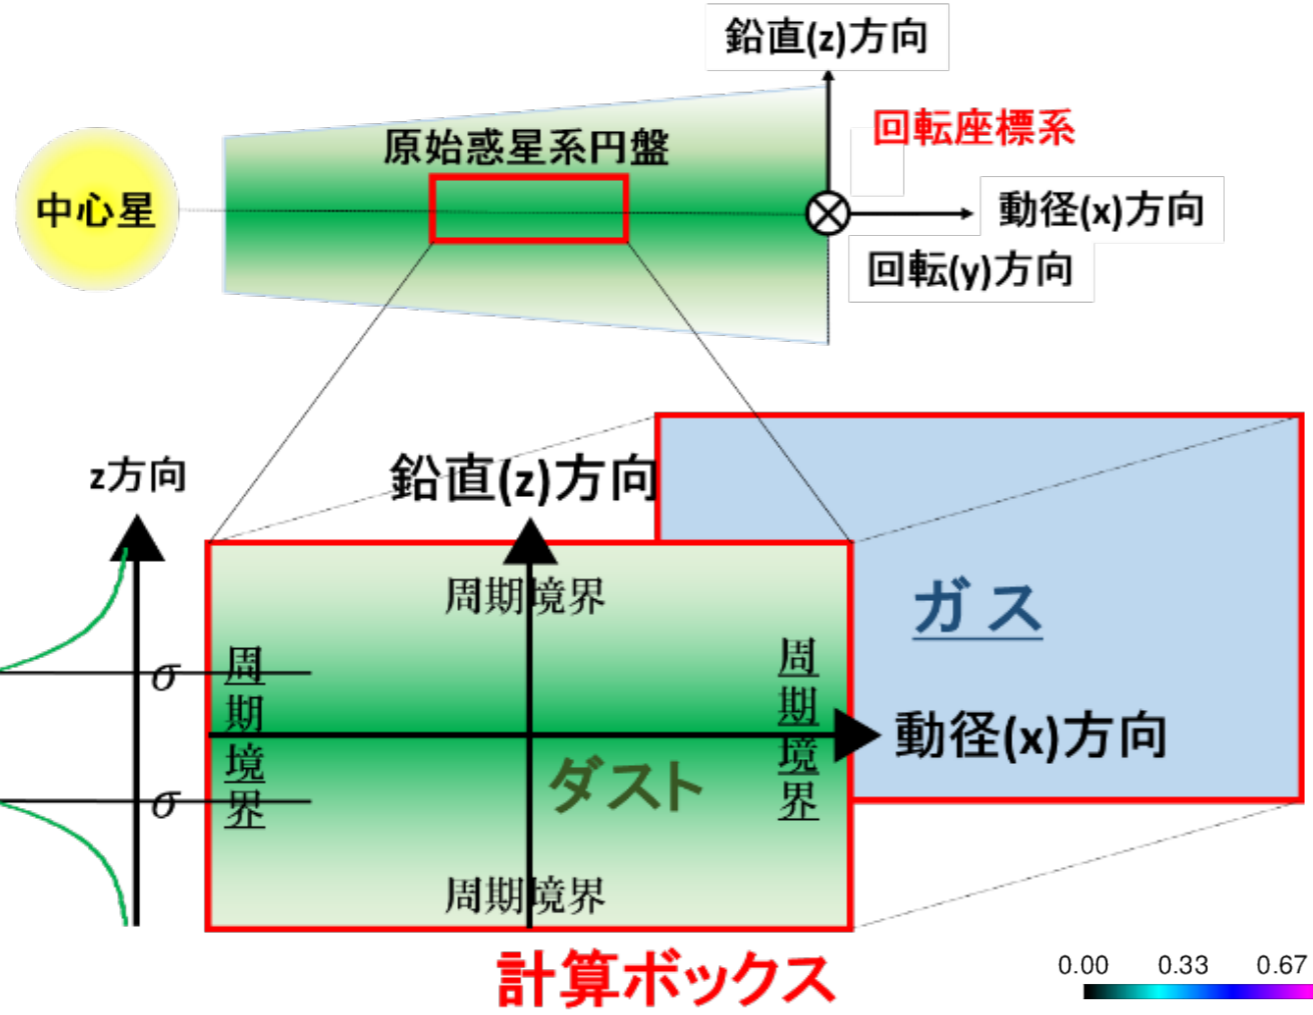 鉛直(z)方向
回転座標系
原始惑星系円盤
中心星
動径(x)方向
回転(y)方向
z方向
鉛直(z)方向
周期境界
ガス
σ
周期境界
周期境界
動径(x)方向
ダスト
σ
周期境界
計算ボックス
0.00 0.33 0.67